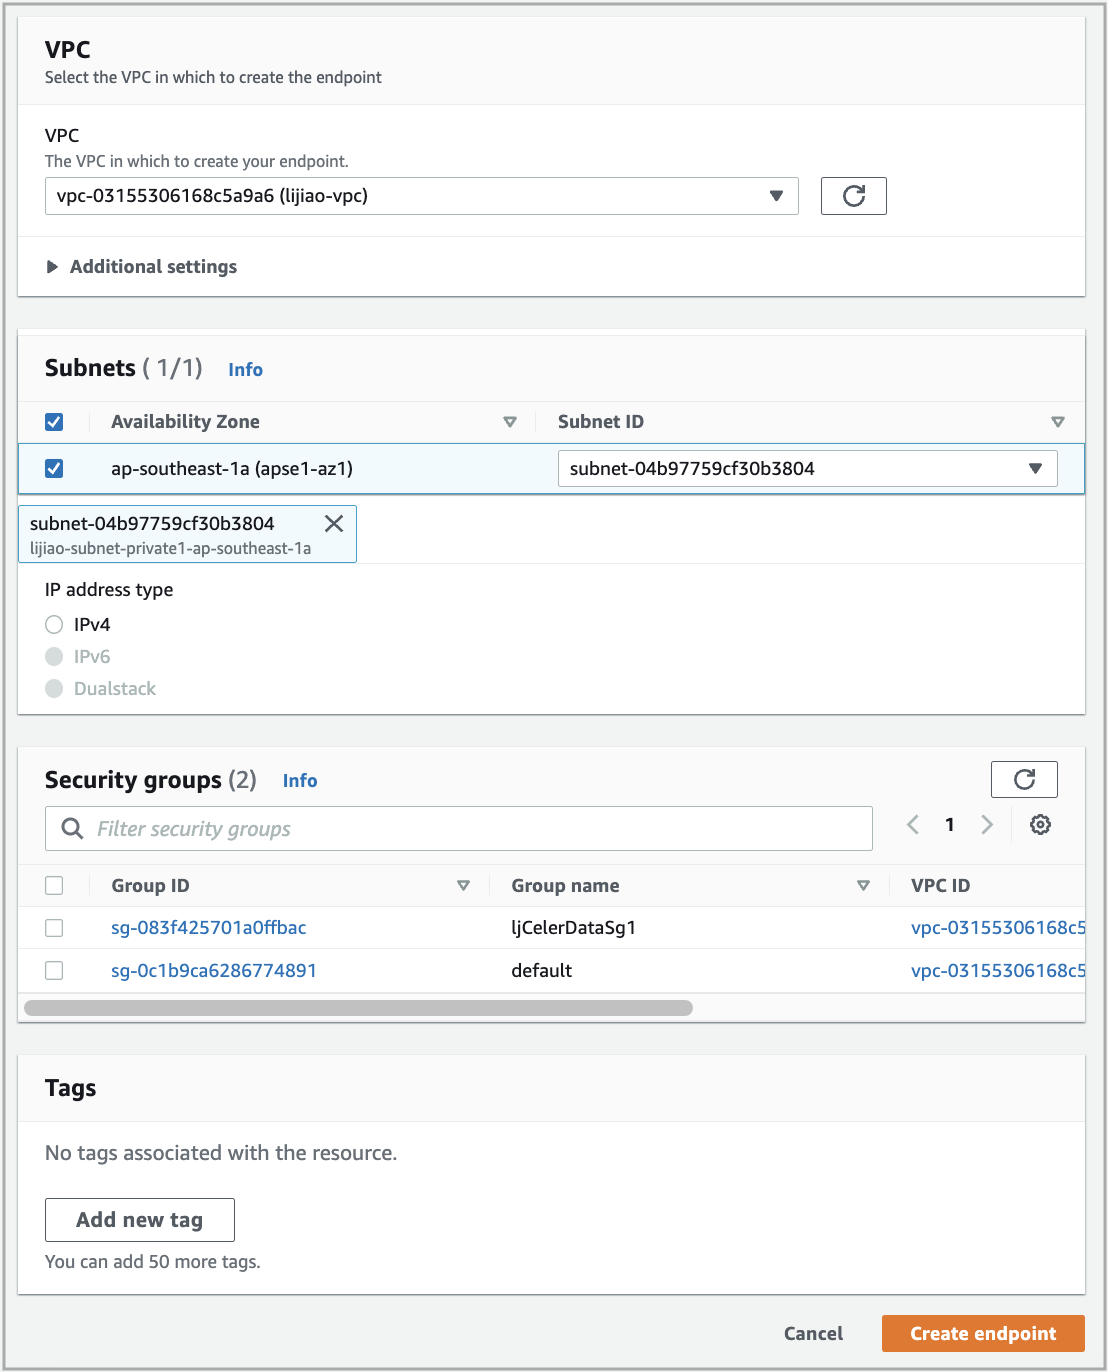 VPC
Select the VPC in which to create the endpoint
VPC
The VPC in which to create your endpoint.
vpc-03155306168c5a9a6 (lijiao-vpc)
Additional settings
Subnets ( 1/1) Info
Availability Zone Subnet ID
ap-southeast-1a (apse1-az1) subnet-04b97759cf30b3804
subnet-04b97759cf30b3804
lijiao-subnet-private1-ap-southeast-1a
IP address type
IPv4
IPv6
Dualstack
Security groups (2) Info
Filter security groups 1
Group ID Group name VPC ID
sg-083f425701a0ffbac ljCelerDataSg1 vpc-03155306168c5
sg-0c1b9ca6286774891 default vpc-03155306168c5
Tags
No tags associated with the resource.
Add new tag
You can add 50 more tags.
Cancel Create endpoint